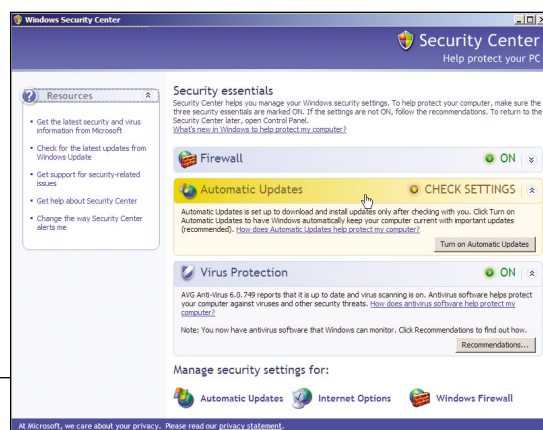 Windows Security Center
Security Center
Help protect your PC
Resources
Get the latest security and virus
information from Microsoft
Check for the latest updates from
Windows Update
Get support for security-related
issues
Get help about Security Center
Change the way Security Center
alerts me
Security essentials
Security Center helps you manage your Windows security settings. To help protect your computer, make sure the
three security essentials are marked ON. If the settings are not ON, follow the recommendations. To return to the
Security Center later, open Control Panel.
What's new in Windows to help protect my computer?
Firewall
ON
Automatic Updates
CHECK SETTINGS
Automatic Updates is set up to download and install updates only after checking with you. Click Turn on
Automatic Updates to have Windows automatically keep your computer current with important updates
(recommended). How does Automatic Updates help protect my computer?
Turn on Automatic Updates
Virus Protection
ON
AVG Anti-Virus 6.0.749 reports that it is up to date and virus scanning is on. Antivirus software helps protect
your computer against viruses and other security threats. How does antivirus software help protect my
computer?
Note: You now have antivirus software that Windows can monitor. Click Recommendations to find out how.
Recommendations...
Manage security settings for:
Automatic Updates
Internet Options
Windows Firewall
At Microsoft, we care about your privacy. Please read our privacy statement.